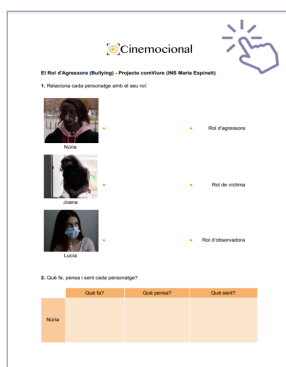 Cinemocional
El Rol d'Agressora (Bullying) - Projecte comViure (INS Maria Espinalt)
1. Relaciona cada personatge amb el seu rol:
Rol d'agressora
Núria
Rol de víctima
Joana
Rol d'observadora
Lucía
2. Què fa, pensa i sent cada personatge?
Què fa? Què pensa? Què sent?
Núria